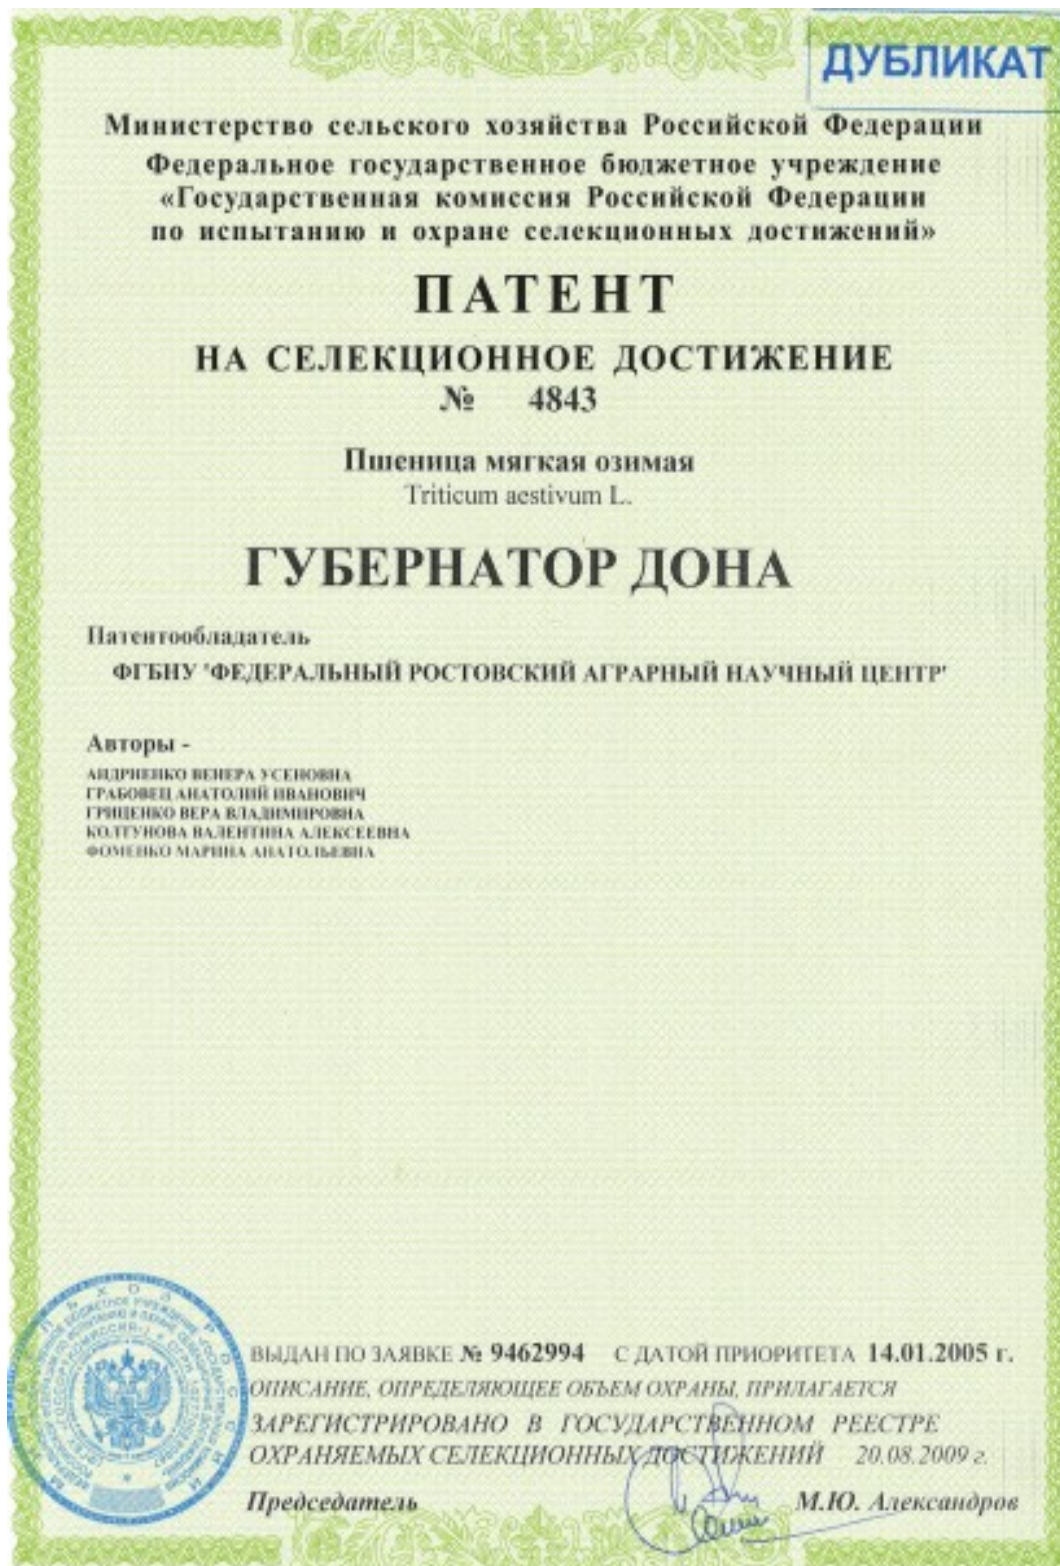 ДУБЛИКАТ
Министерство сельского хозяйства Российской Федерации
Федеральное государственное бюджетное учреждение
«Государственная комиссия Российской Федерации
по испытанию и охране селекционных достижений»
ПАТЕНТ
НА СЕЛЕКЦИОННОЕ ДОСТИЖЕНИЕ
№ 4843
Пшеница мягкая озимая
Triticum aestivum L.
ГУБЕРНАТОР ДОНА
Патентообладатель
ФГБНУ 'ФЕДЕРАЛЬНЫЙ РОСТОВСКИЙ АГРАРНЫЙ НАУЧНЫЙ ЦЕНТР'
Авторы -
АНДРИЕНКО ВЕНЕРА УСЕНОВНА
ГРАБОВЕЦ АНАТОЛИЙ ИВАНОВИЧ
ГРИЦЕНКО ВЕРА ВЛАДИМИРОВНА
КОЛТУНОВА ВАЛЕНТИНА АЛЕКСЕЕВНА
ФОМЕНКО МАРИНА АНАТОЛЬЕВНА
ВЫДАН ПО ЗАЯВКЕ № 9462994 С ДАТОЙ ПРИОРИТЕТА 14.01.2005 г.
ОПИСАНИЕ, ОПРЕДЕЛЯЮЩЕЕ ОБЪЕМ ОХРАНЫ, ПРИЛАГАЕТСЯ
ЗАРЕГИСТРИРОВАНО В ГОСУДАРСТВЕННОМ РЕЕСТРЕ
ОХРАНЯЕМЫХ СЕЛЕКЦИОННЫХ ДОСТИЖЕНИЙ 20.08.2009 г.
Председатель М.Ю. Александров